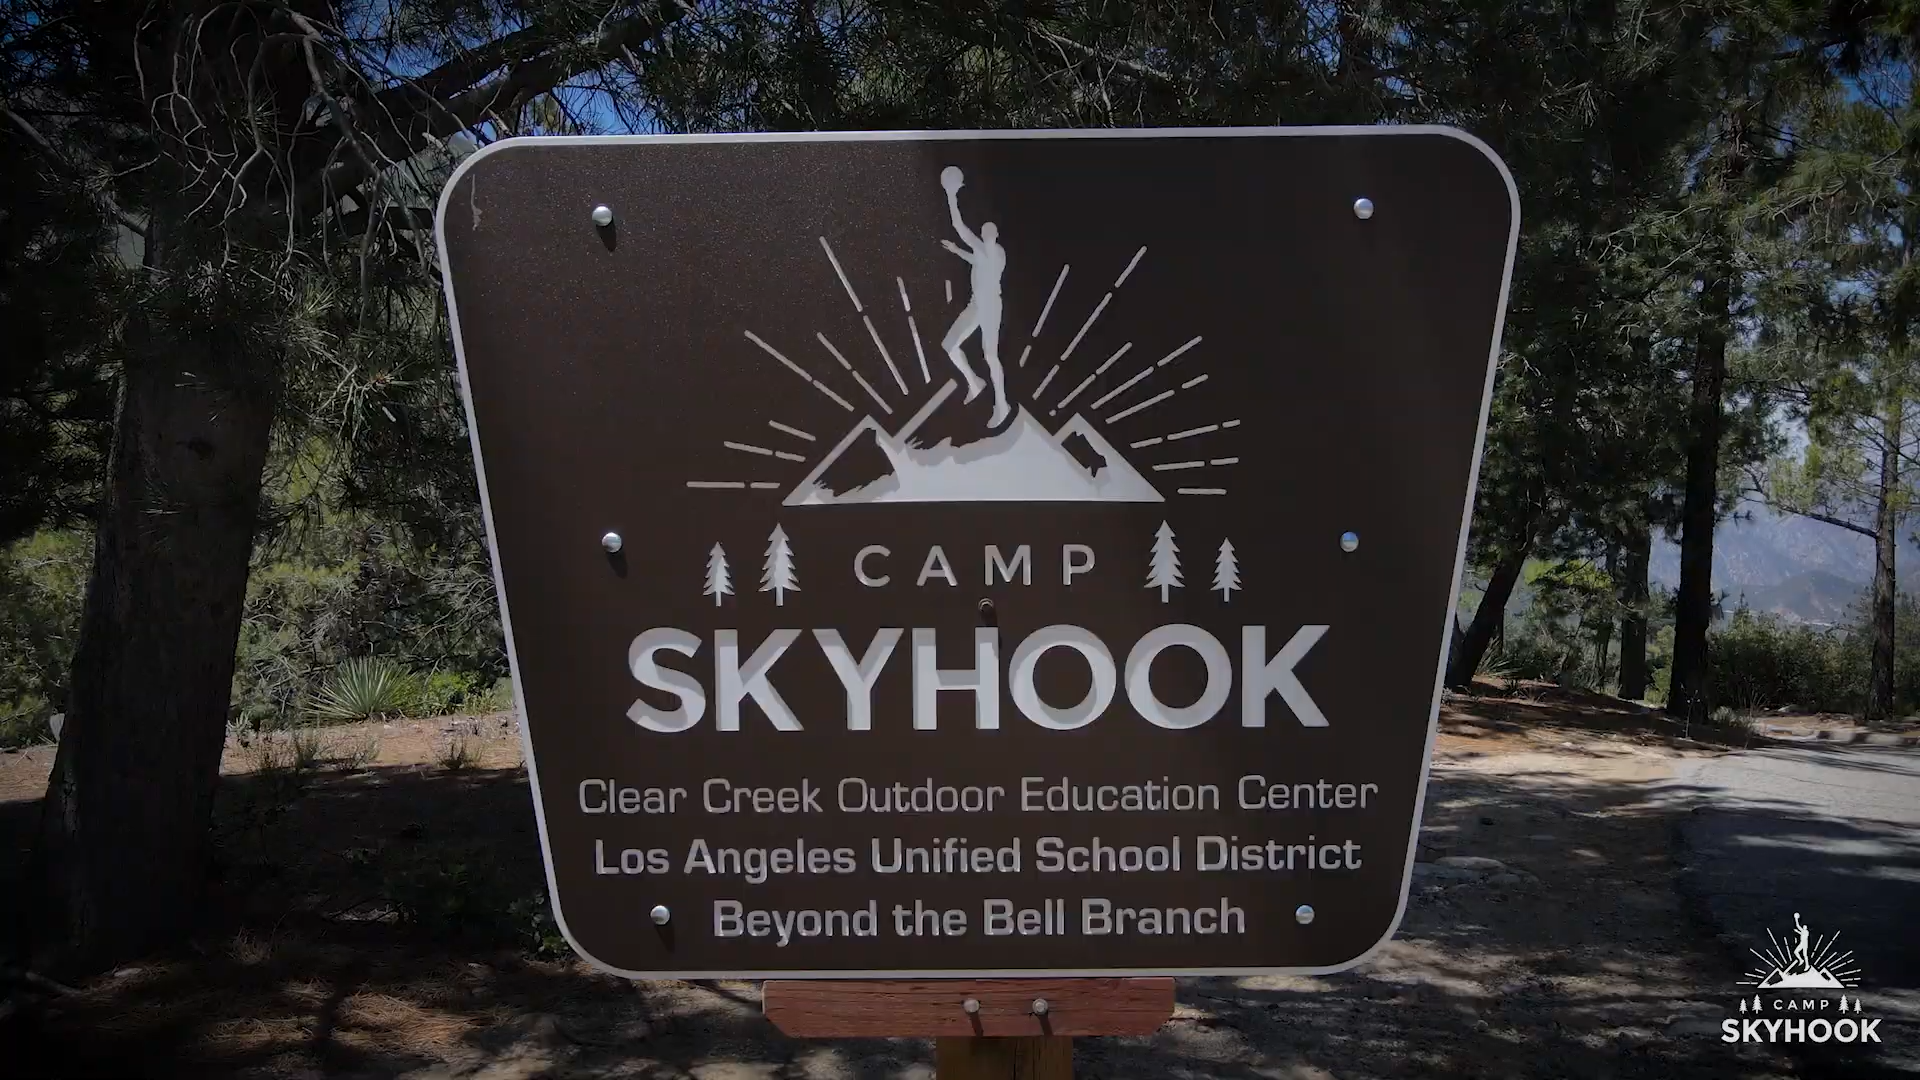 CAMP
SKYHOOK
Clear Creek Outdoor Education Center
Los Angeles Unified School District
Beyond the Bell Branch
CAMP
SKYHOOK